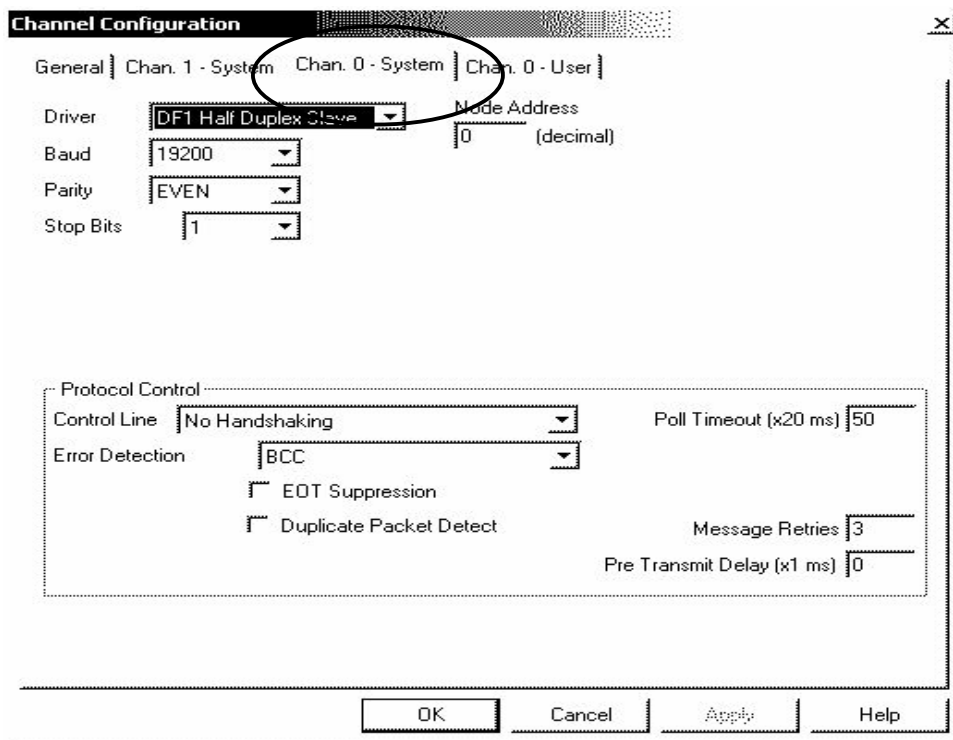 Channel Configuration
General Chan. 1 - System Chan. 0 - System Chan. 0 - User
Driver DF1 Half Duplex Slave Node Address
0 (decimal)
Baud 19200
Parity EVEN
Stop Bits 1
Protocol Control
Control Line No Handshaking Poll Timeout (x20 ms) 50
Error Detection BCC
EOT Suppression
Duplicate Packet Detect Message Retries 3
Pre Transmit Delay (x1 ms) 0
OK Cancel Apply Help